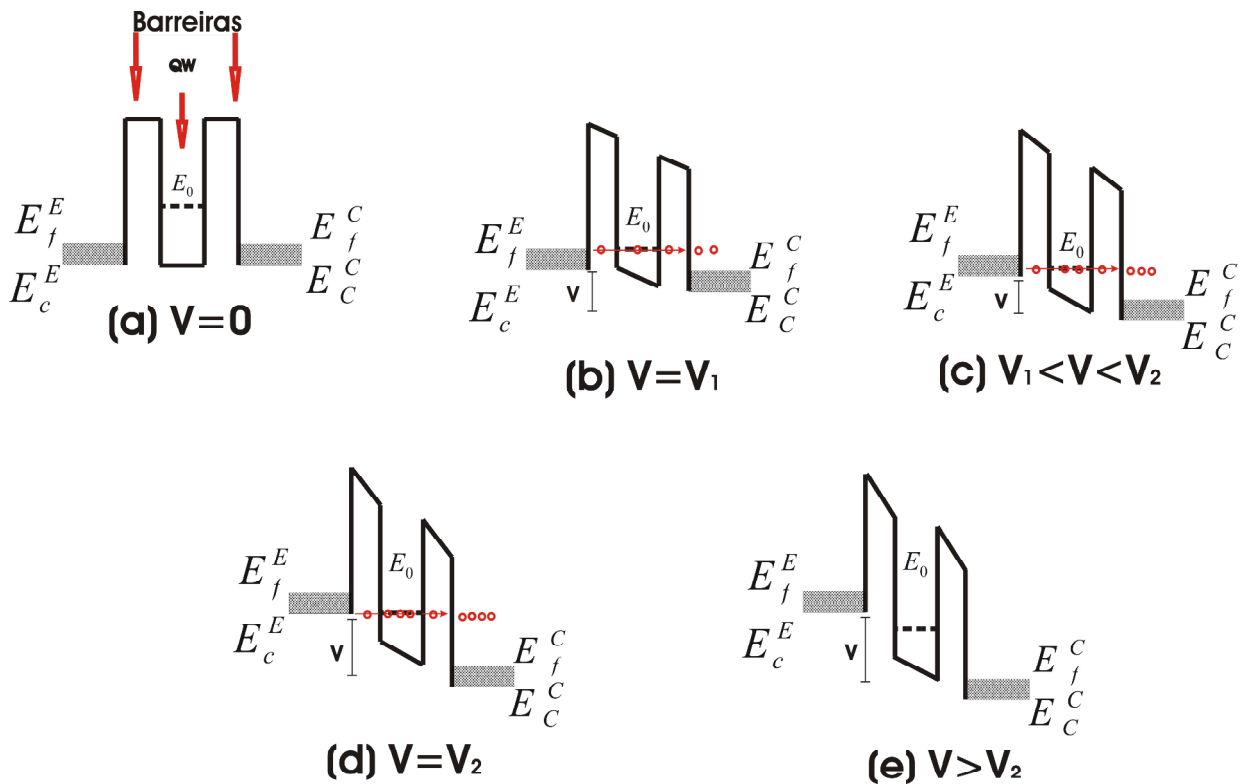 Barreiras
QW
E₀
E_f^E
E_c^E
E_f^C
E_C^C
(a) V=0
E₀
E_f^E
E_c^E
V
E_f^C
E_C^C
(b) V=V₁
E₀
E_f^E
E_c^E
V
E_f^C
E_C^C
(c) V₁<V<V₂
E₀
E_f^E
E_c^E
V
E_f^C
E_C^C
(d) V=V₂
E₀
E_f^E
E_c^E
V
E_f^C
E_C^C
(e) V>V₂